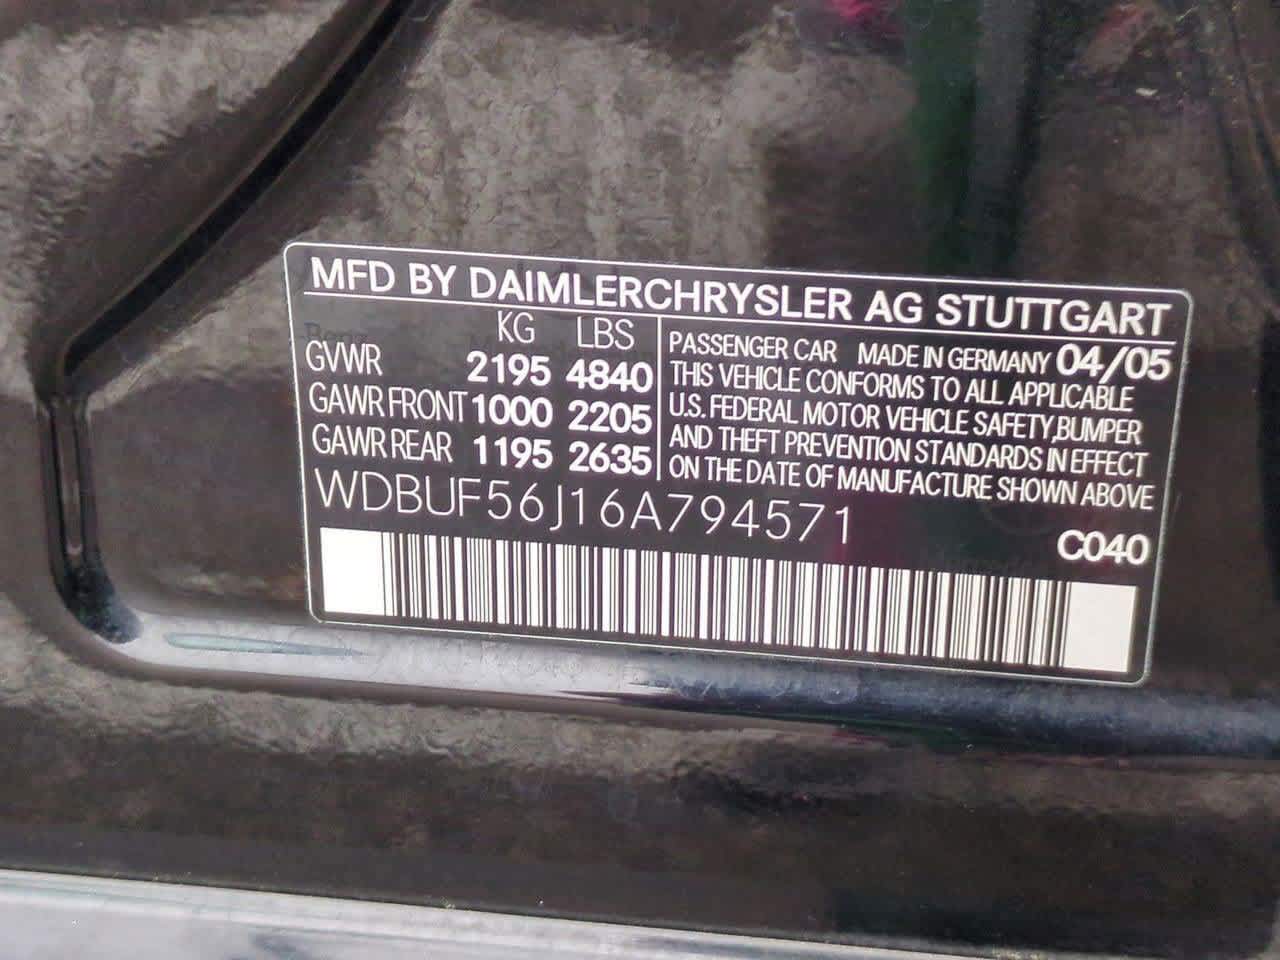 MFD BY DAIMLERCHRYSLER AG STUTTGART
KG LBS
GVWR 2195 4840
GAWR FRONT 1000 2205
GAWR REAR 1195 2635
PASSENGER CAR MADE IN GERMANY 04/05
THIS VEHICLE CONFORMS TO ALL APPLICABLE
U.S. FEDERAL MOTOR VEHICLE SAFETY,BUMPER
AND THEFT PREVENTION STANDARDS IN EFFECT
ON THE DATE OF MANUFACTURE SHOWN ABOVE
WDBUF56J16A794571
C040